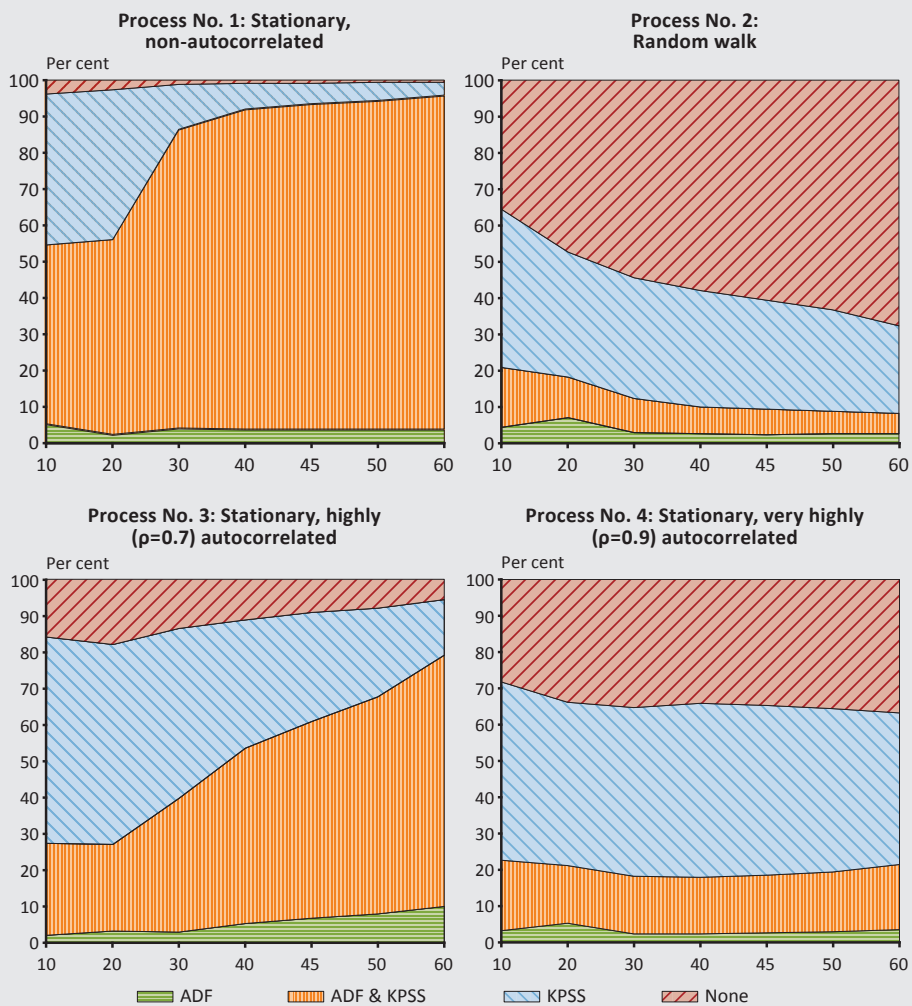 Process No. 1: Stationary,
non-autocorrelated
Per cent
100
90
80
70
60
50
40
30
20
10
0
10 20 30 40 45 50 60
Process No. 2:
Random walk
Per cent
100
90
80
70
60
50
40
30
20
10
0
10 20 30 40 45 50 60
Process No. 3: Stationary, highly
(ρ=0.7) autocorrelated
Per cent
100
90
80
70
60
50
40
30
20
10
0
10 20 30 40 45 50 60
Process No. 4: Stationary, very highly
(ρ=0.9) autocorrelated
Per cent
100
90
80
70
60
50
40
30
20
10
0
10 20 30 40 45 50 60
ADF ADF & KPSS KPSS None